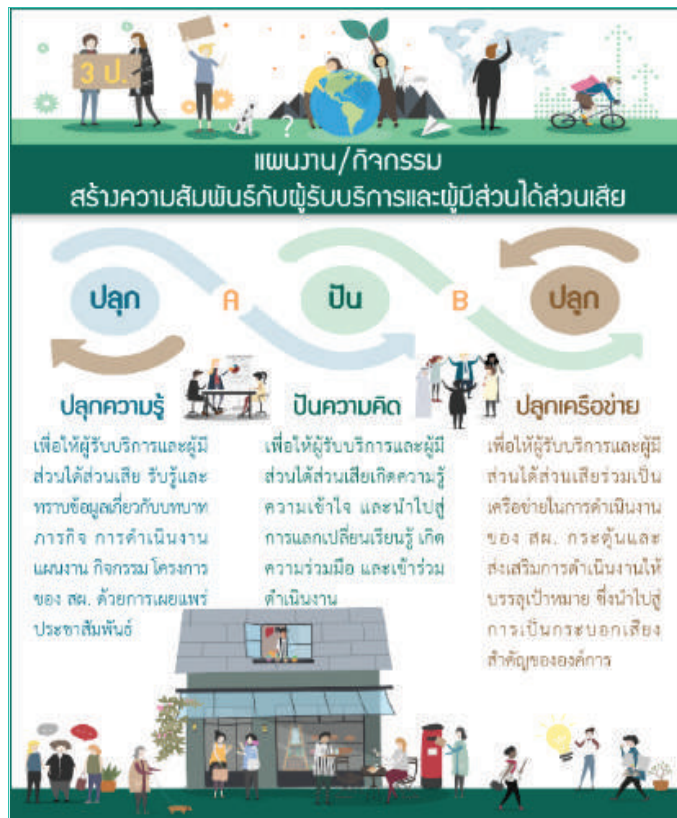 3 ป.
?
แผนงาน/กิจกรรม
สร้างความสัมพันธ์กับผู้รับบริการและผู้มีส่วนได้ส่วนเสีย
ปลุก
A
ปัน
B
ปลุก
ปลุกความรู้
เพื่อให้ผู้รับบริการและผู้มี
ส่วนได้ส่วนเสีย รับรู้และ
ทราบข้อมูลเกี่ยวกับบทบาท
ภารกิจ การดำเนินงาน
แผนงาน กิจกรรม โครงการ
ของ สผ. ด้วยการเผยแพร่
ประชาสัมพันธ์
ปันความคิด
เพื่อให้ผู้รับบริการและผู้มี
ส่วนได้ส่วนเสียเกิดความรู้
ความเข้าใจ และนำไปสู่
การแลกเปลี่ยนเรียนรู้ เกิด
ความร่วมมือ และเข้าร่วม
ดำเนินงาน
ปลุกเครือข่าย
เพื่อให้ผู้รับบริการและผู้มี
ส่วนได้ส่วนเสียร่วมเป็น
เครือข่ายในการดำเนินงาน
ของ สผ. กระตุ้นและ
ส่งเสริมการดำเนินงานให้
บรรลุเป้าหมาย ซึ่งนำไปสู่
การเป็นกระบอกเสียง
สำคัญขององค์การ